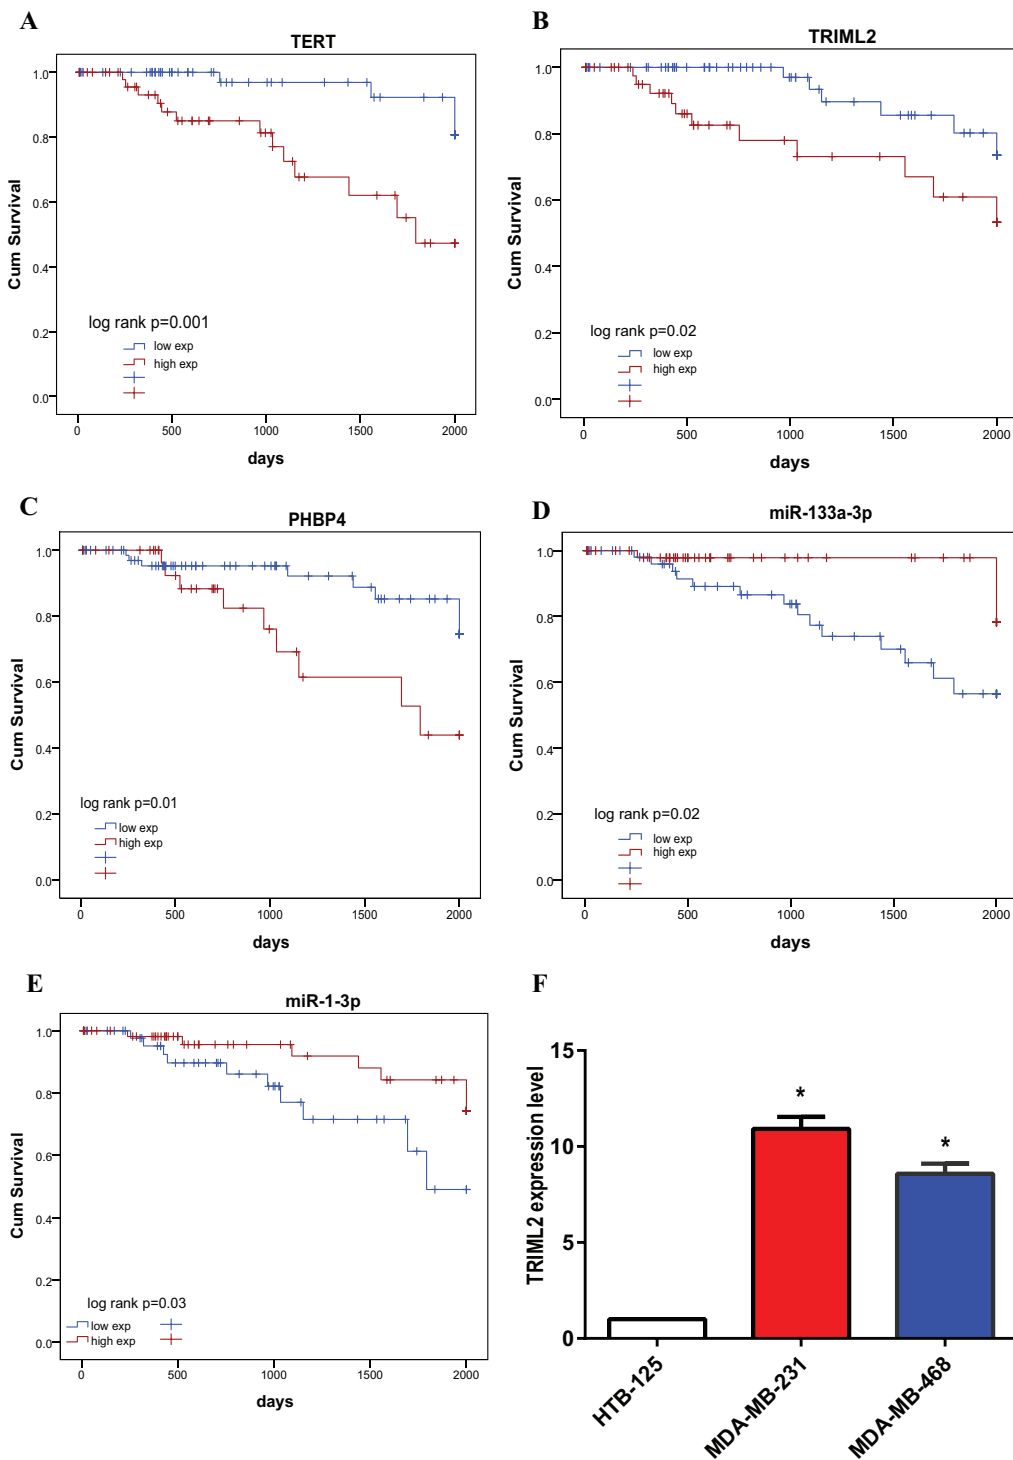 A
TERT
Cum Survival
1.0
0.8
0.6
0.4
0.2
0.0
log rank p=0.001
low exp
high exp
0 500 1000 1500 2000
days
B
TRIML2
Cum Survival
1.0
0.8
0.6
0.4
0.2
0.0
log rank p=0.02
low exp
high exp
0 500 1000 1500 2000
days
C
PHBP4
Cum Survival
1.0
0.8
0.6
0.4
0.2
0.0
log rank p=0.01
low exp
high exp
0 500 1000 1500 2000
days
D
miR-133a-3p
Cum Survival
1.0
0.8
0.6
0.4
0.2
0.0
log rank p=0.02
low exp
high exp
0 500 1000 1500 2000
days
E
miR-1-3p
Cum Survival
1.0
0.8
0.6
0.4
0.2
0.0
log rank p=0.03
low exp
high exp
0 500 1000 1500 2000
days
F
TRIML2 expression level
15
10
5
0
*
*
HTB-125
MDA-MB-231
MDA-MB-468